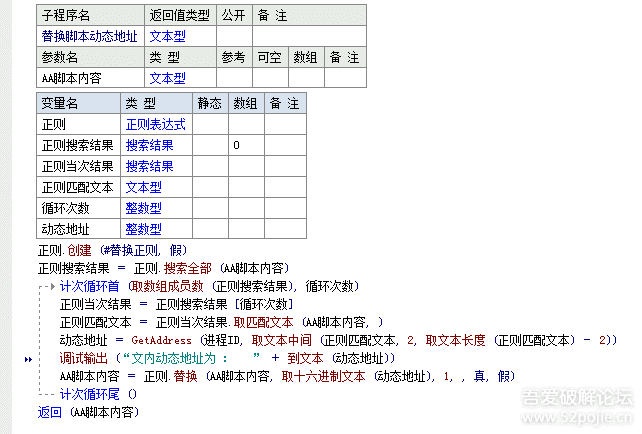 子程序名 返回值类型 公开 备 注
替换脚本动态地址 文本型
参数名 类 型 参考 可空 数组 备 注
AA脚本内容 文本型
变量名 类 型 静态 数组 备 注
正则 正则表达式
正则搜索结果 搜索结果 0
正则当次结果 搜索结果
正则匹配文本 文本型
循环次数 整数型
动态地址 整数型
正则.创建 (#替换正则, 假)
正则搜索结果 = 正则.搜索全部 (AA脚本内容)
计次循环首 (取数组成员数 (正则搜索结果), 循环次数)
正则当次结果 = 正则搜索结果 [循环次数]
正则匹配文本 = 正则当次结果.取匹配文本 (AA脚本内容, )
动态地址 = GetAddress (进程ID, 取文本中间 (正则匹配文本, 2, 取文本长度 (正则匹配文本) - 2))
调试输出 (“文内动态地址为 : ” + 到文本 (动态地址))
AA脚本内容 = 正则.替换 (AA脚本内容, 取十六进制文本 (动态地址), 1, , 真, 假)
计次循环尾 ()
返回 (AA脚本内容)
吾爱破解论坛
www.52pojie.cn